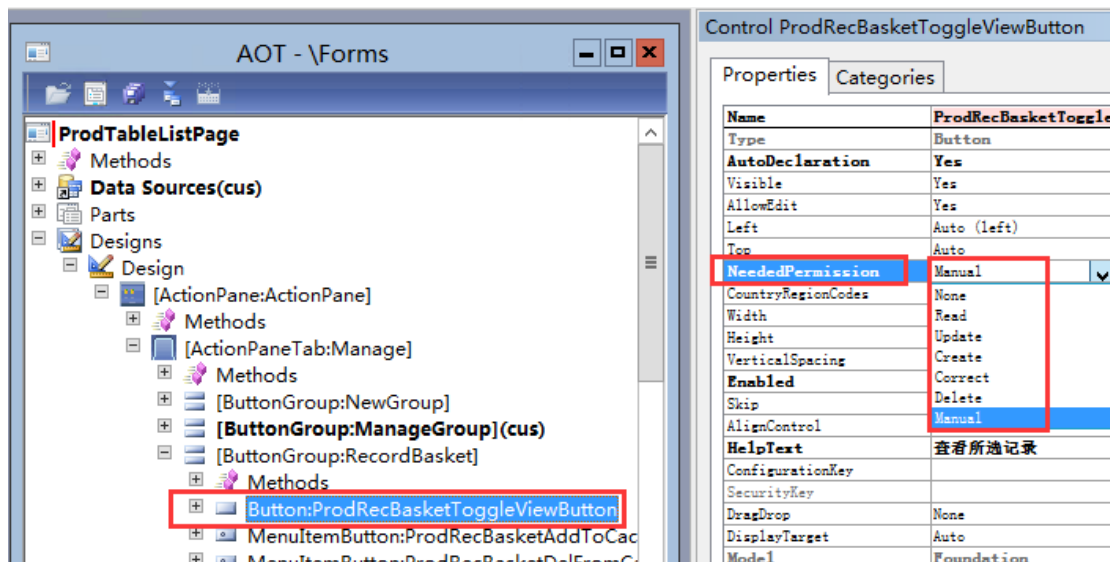 AOT - \Forms
ProdTableListPage
Methods
Data Sources(cus)
Parts
Designs
Design
[ActionPane:ActionPane]
Methods
[ActionPaneTab:Manage]
Methods
[ButtonGroup:NewGroup]
[ButtonGroup:ManageGroup](cus)
[ButtonGroup:RecordBasket]
Methods
Button:ProdRecBasketToggleViewButton
MenuItemButton:ProdRecBasketAddToCac
MenuItemButton:ProdRecBasketDelFromC
Control ProdRecBasketToggleViewButton
Properties Categories
Name ProdRecBasketToggle
Type Button
AutoDeclaration Yes
Visible Yes
AllowEdit Yes
Left Auto (left)
Top Auto
NeededPermission Manual
CountryRegionCodes None
Width Read
Height Update
VerticalSpacing Create
Enabled Correct
Skip Delete
AlignControl Manual
HelpText 查看所选记录
ConfigurationKey
SecurityKey
DragDrop None
DisplayTarget Auto
Model Foundation